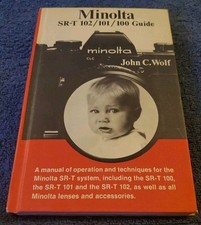 Minolta
SR-T 102/101/100 Guide
minolta
John C. Wolf
A manual of operation and techniques for the
Minolta SR-T system, including the SR-T 100,
the SR-T 101 and the SR-T 102, as well as all
Minolta lenses and accessories.